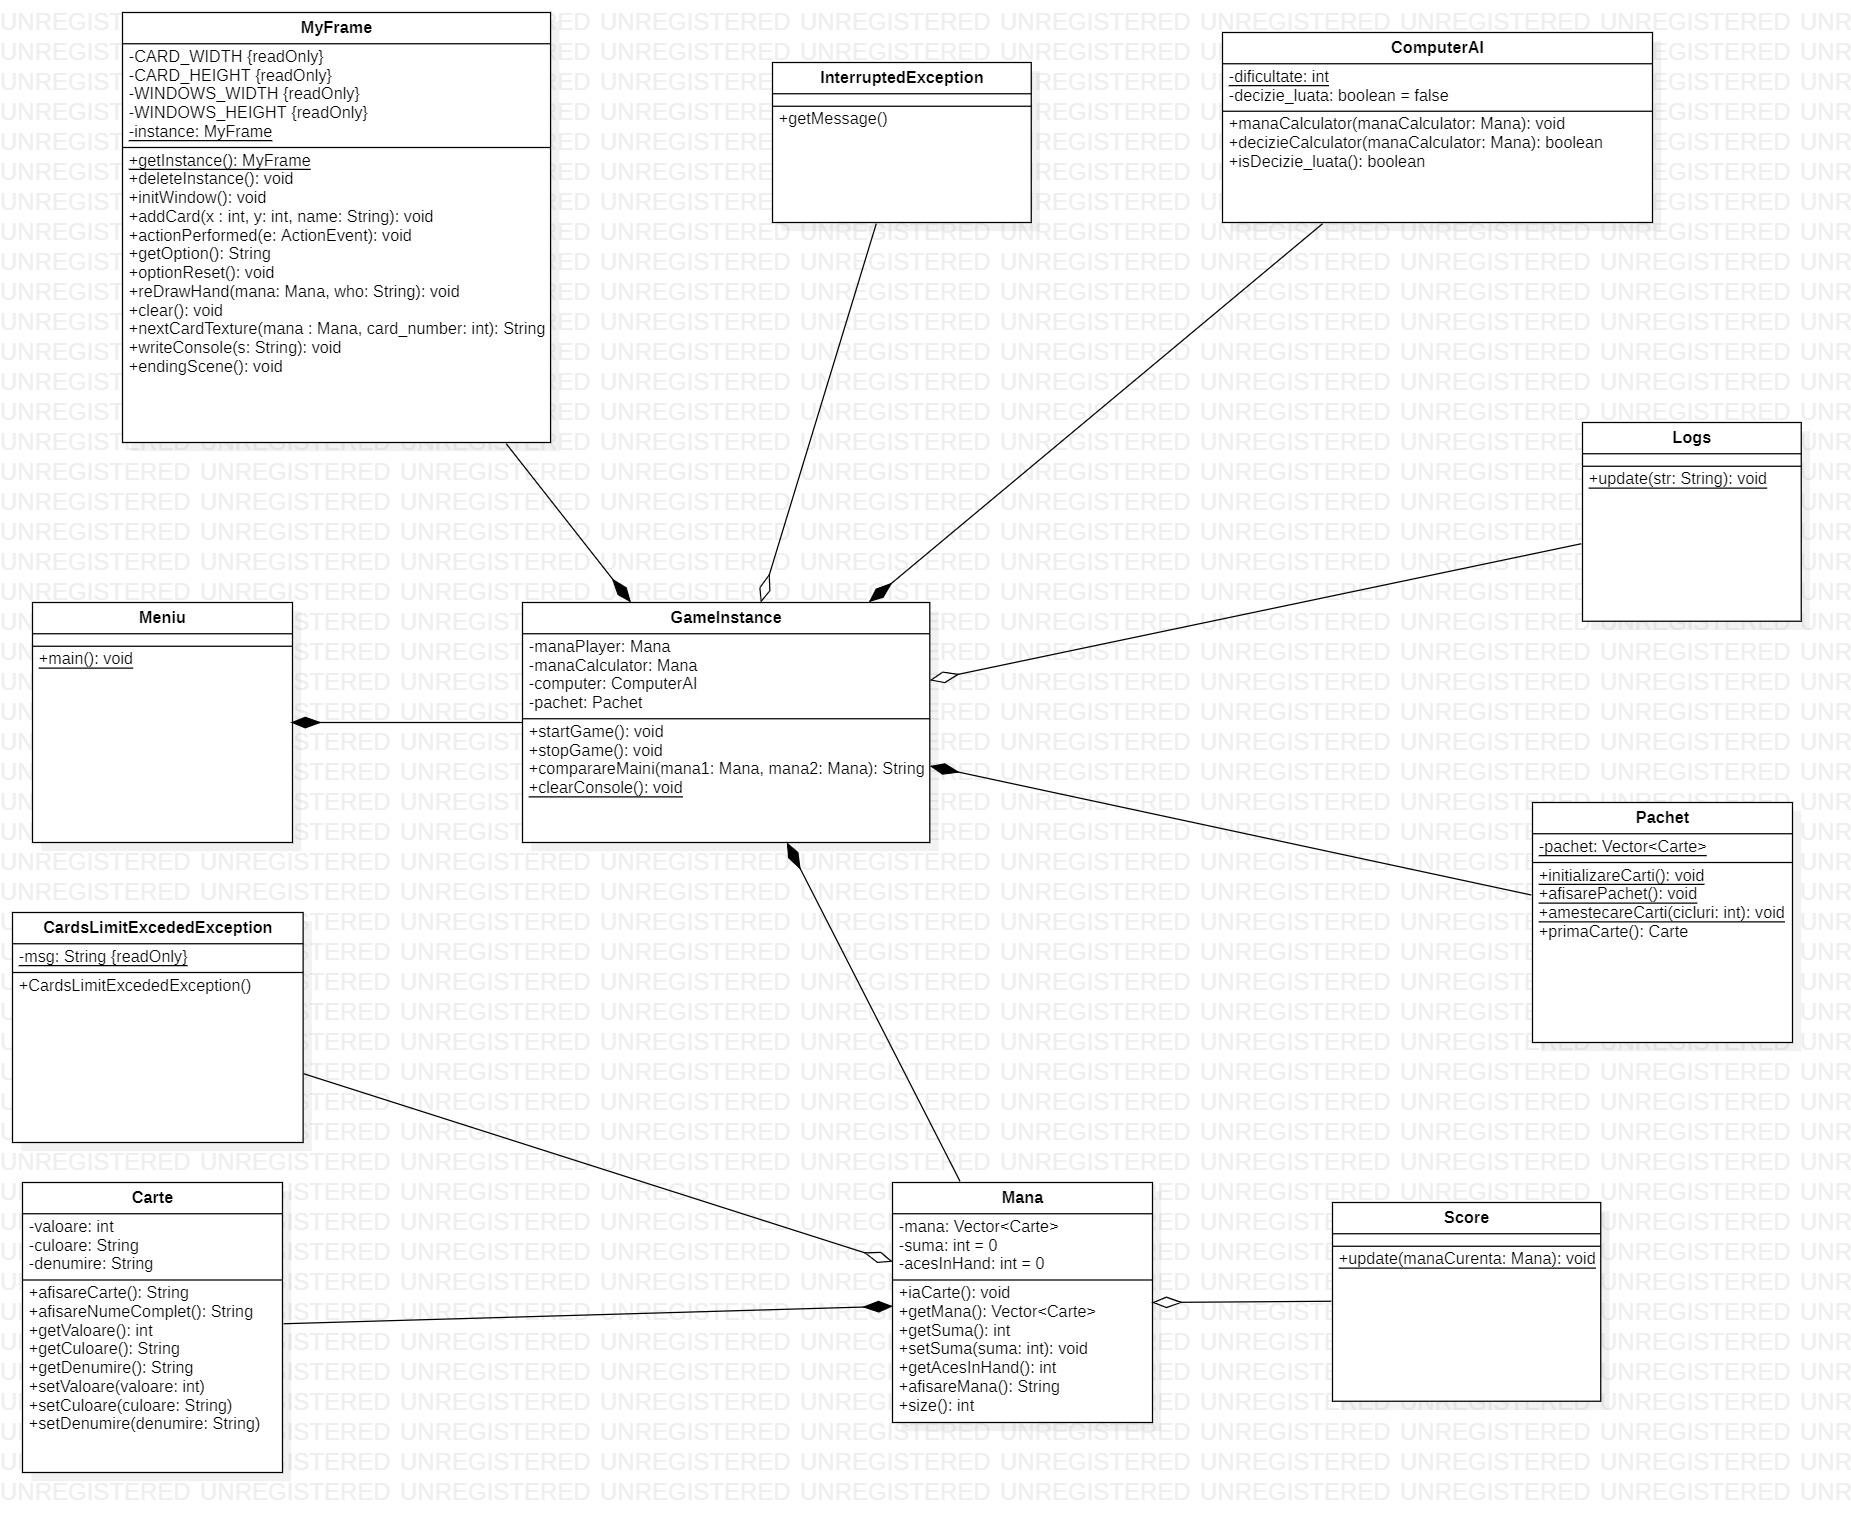 MyFrame
-CARD_WIDTH {readOnly}
-CARD_HEIGHT {readOnly}
-WINDOWS_WIDTH {readOnly}
-WINDOWS_HEIGHT {readOnly}
-instance: MyFrame
+getInstance(): MyFrame
+deleteInstance(): void
+initWindow(): void
+addCard(x : int, y: int, name: String): void
+actionPerformed(e: ActionEvent): void
+getOption(): String
+optionReset(): void
+reDrawHand(mana: Mana, who: String): void
+clear(): void
+nextCardTexture(mana : Mana, card_number: int): String
+writeConsole(s: String): void
+endingScene(): void
InterruptedException
+getMessage()
ComputerAI
-dificultate: int
-decizie_luata: boolean = false
+manaCalculator(manaCalculator: Mana): void
+decizieCalculator(manaCalculator: Mana): boolean
+isDecizie_luata(): boolean
Logs
+update(str: String): void
Meniu
+main(): void
GameInstance
-manaPlayer: Mana
-manaCalculator: Mana
-computer: ComputerAI
-pachet: Pachet
+startGame(): void
+stopGame(): void
+comparareMaini(mana1: Mana, mana2: Mana): String
+clearConsole(): void
Pachet
-pachet: Vector<Carte>
+initializareCarti(): void
+afisarePachet(): void
+amestecareCarti(cicluri: int): void
+primaCarte(): Carte
CardsLimitExcededException
-msg: String {readOnly}
+CardsLimitExcededException()
Carte
-valoare: int
-culoare: String
-denumire: String
+afisareCarte(): String
+afisareNumeComplet(): String
+getValoare(): int
+getCuloare(): String
+getDenumire(): String
+setValoare(valoare: int)
+setCuloare(culoare: String)
+setDenumire(denumire: String)
Mana
-mana: Vector<Carte>
-suma: int = 0
-acesInHand: int = 0
+iaCarte(): void
+getMana(): Vector<Carte>
+getSuma(): int
+setSuma(suma: int): void
+getAcesInHand(): int
+afisareMana(): String
+size(): int
Score
+update(manaCurenta: Mana): void
UNREGISTERED